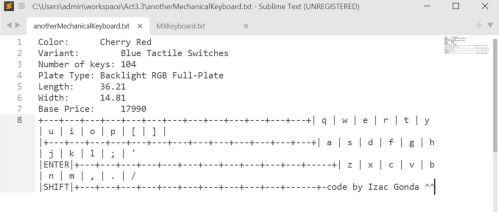 C:\Users\admin\workspace\Act3.3\anotherMechanicalKeyboard.txt - Sublime Text (UNREGISTERED)
anotherMechanicalKeyboard.txt × MXKeyboard.txt ×
1 Color: Cherry Red
2 Variant: Blue Tactile Switches
3 Number of keys: 104
4 Plate Type: Backlight RGB Full-Plate
5 Length: 36.21
6 Width: 14.81
7 Base Price: 17990
8 +---+---+---+---+---+---+---+---+---+---+---+---+| q | w | e | r | t | y
| u | i | o | p | [ | ] |
|+---+---+---+---+---+---+---+---+---+---+---+---+| a | s | d | f | g | h
| j | k | l | ; | '
|ENTER|+---+---+---+---+---+---+---+---+---+---+-----+| z | x | c | v | b
| n | m | , | . | /
|SHIFT|+---+---+---+---+---+---+---+---+---+---+------+-code by Izac Gonda ^^